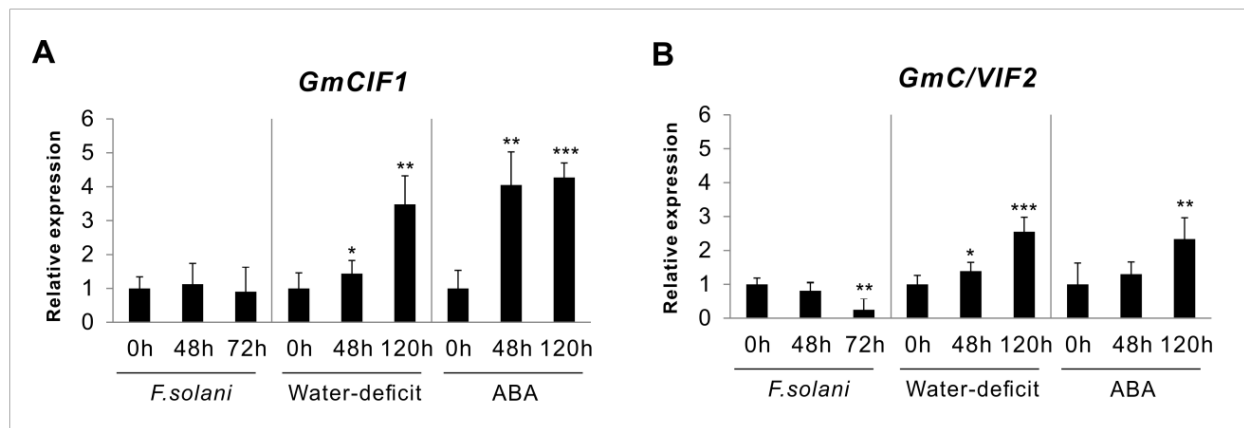 A
GmCIF1
Relative expression
6
5
4
3
2
1
0
* ** ** ***
0h 48h 72h 0h 48h 120h 0h 48h 120h
F.solani Water-deficit ABA
B
GmC/VIF2
Relative expression
6
5
4
3
2
1
0
** * *** **
0h 48h 72h 0h 48h 120h 0h 48h 120h
F.solani Water-deficit ABA